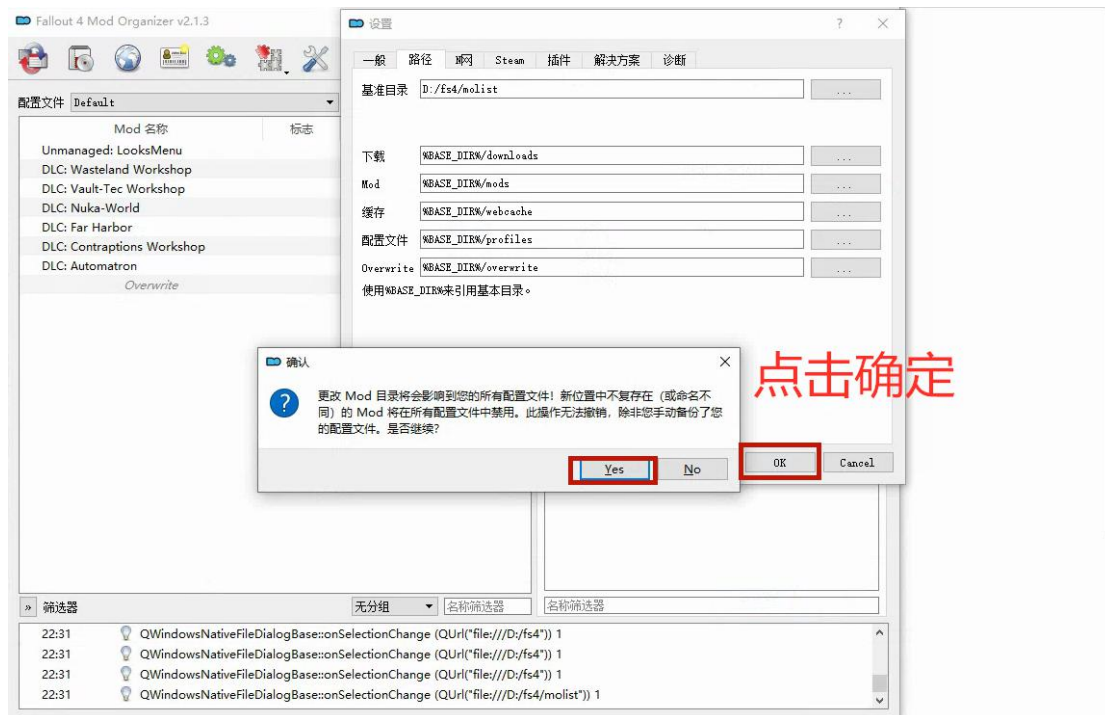 Fallout 4 Mod Organizer v2.1.3
设置
一般 路径 N网 Steam 插件 解决方案 诊断
配置文件 Default
基准目录 D:/fs4/molist ...
Mod 名称 标志
Unmanaged: LooksMenu
DLC: Wasteland Workshop
DLC: Vault-Tec Workshop
DLC: Nuka-World
DLC: Far Harbor
DLC: Contraptions Workshop
DLC: Automatron
Overwrite
下载 %BASE_DIR%/downloads ...
Mod %BASE_DIR%/mods ...
缓存 %BASE_DIR%/webcache ...
配置文件 %BASE_DIR%/profiles ...
Overwrite %BASE_DIR%/overwrite ...
使用%BASE_DIR%来引用基本目录。
确认
更改 Mod 目录将会影响到您的所有配置文件！新位置中不复存在（或命名不
同）的 Mod 将在所有配置文件中禁用。此操作无法撤销，除非您手动备份了您
的配置文件。是否继续？
Yes No
点击确定
OK Cancel
» 筛选器 无分组 名称筛选器 名称筛选器
22:31 QWindowsNativeFileDialogBase::onSelectionChange (QUrl("file:///D:/fs4")) 1
22:31 QWindowsNativeFileDialogBase::onSelectionChange (QUrl("file:///D:/fs4")) 1
22:31 QWindowsNativeFileDialogBase::onSelectionChange (QUrl("file:///D:/fs4")) 1
22:31 QWindowsNativeFileDialogBase::onSelectionChange (QUrl("file:///D:/fs4/molist")) 1